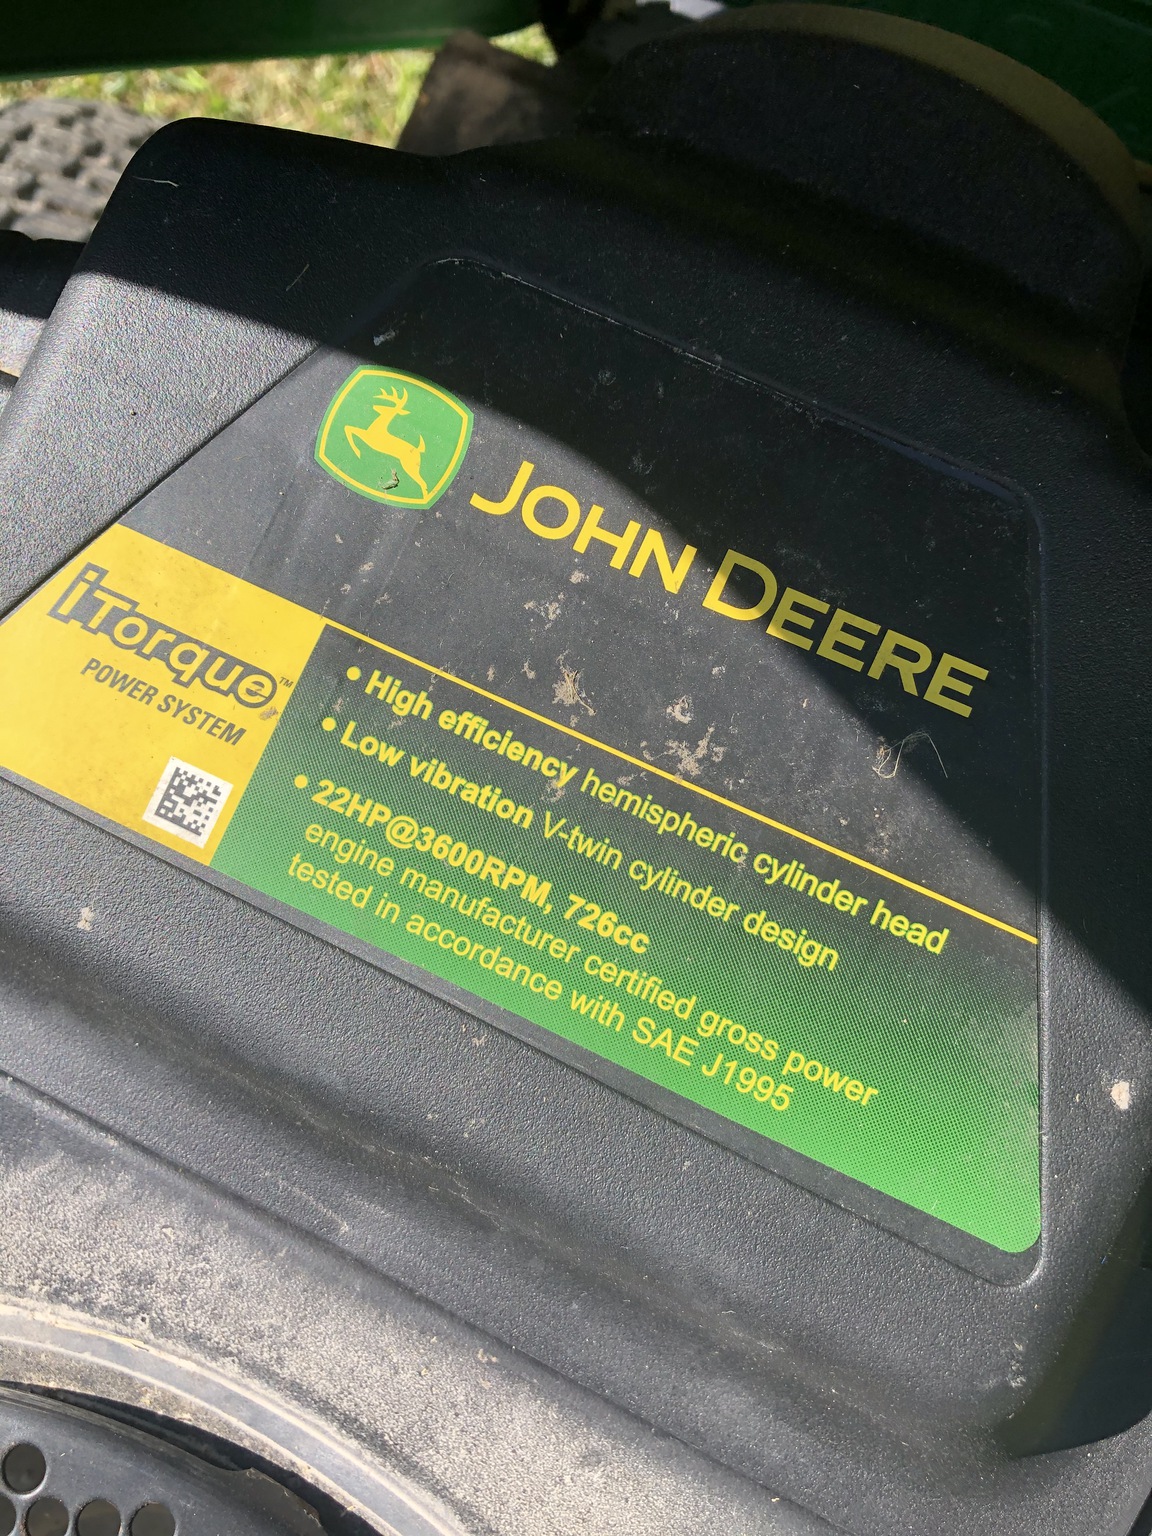 JOHN DEERE
iTorque™
POWER SYSTEM
• High efficiency hemispheric cylinder head
• Low vibration V-twin cylinder design
• 22HP@3600RPM, 726cc
engine manufacturer certified gross power
tested in accordance with SAE J1995